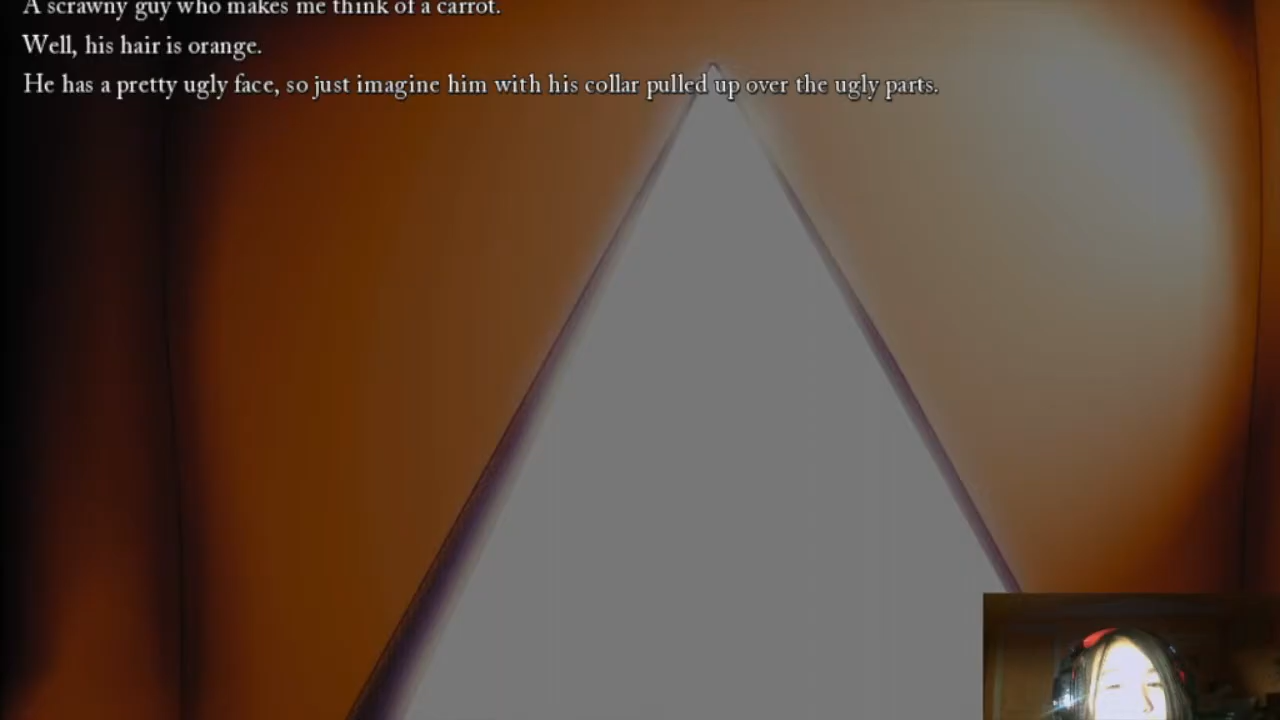 A scrawny guy who makes me think of a carrot.
Well, his hair is orange.
He has a pretty ugly face, so just imagine him with his collar pulled up over the ugly parts.